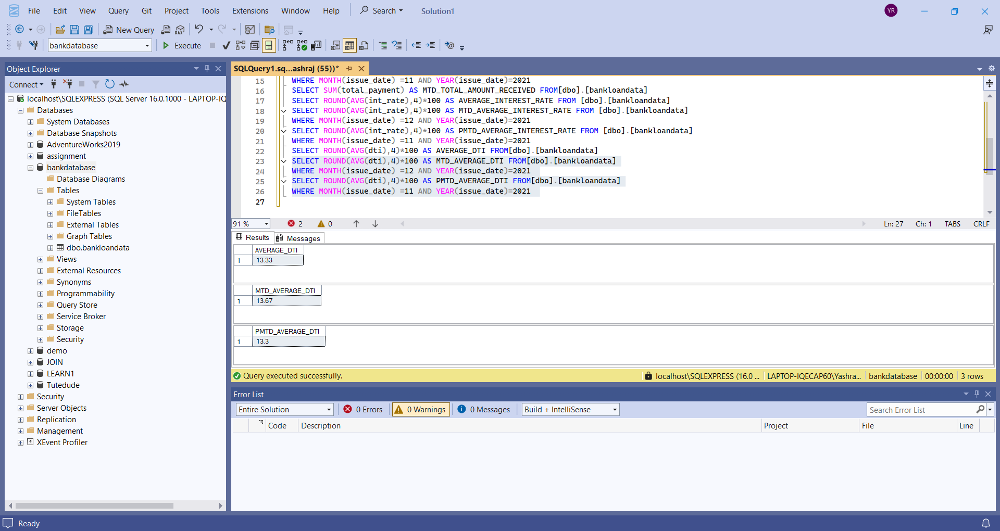 File Edit View Query Git Project Tools Extensions Window Help Search Solution1 YR
New Query DAX
bankdatabase Execute
Object Explorer
Connect
localhost\SQLEXPRESS (SQL Server 16.0.1000 - LAPTOP-IQ
Databases
System Databases
Database Snapshots
AdventureWorks2019
assignment
bankdatabase
Database Diagrams
Tables
System Tables
FileTables
External Tables
Graph Tables
dbo.bankloandata
Views
External Resources
Synonyms
Programmability
Query Store
Service Broker
Storage
Security
demo
JOIN
LEARN1
Tutedude
Security
Server Objects
Replication
Management
XEvent Profiler
SQLQuery1.sq...ashraj (55))*
15 WHERE MONTH(issue_date) =11 AND YEAR(issue_date)=2021
16 SELECT SUM(total_payment) AS MTD_TOTAL_AMOUNT_RECEIVED FROM[dbo].[bankloandata]
17 SELECT ROUND(AVG(int_rate),4)*100 AS AVERAGE_INTEREST_RATE FROM [dbo].[bankloandata]
18 SELECT ROUND(AVG(int_rate),4)*100 AS MTD_AVERAGE_INTEREST_RATE FROM [dbo].[bankloandata]
19 WHERE MONTH(issue_date) =12 AND YEAR(issue_date)=2021
20 SELECT ROUND(AVG(int_rate),4)*100 AS PMTD_AVERAGE_INTEREST_RATE FROM [dbo].[bankloandata]
21 WHERE MONTH(issue_date) =11 AND YEAR(issue_date)=2021
22 SELECT ROUND(AVG(dti),4)*100 AS AVERAGE_DTI FROM[dbo].[bankloandata]
23 SELECT ROUND(AVG(dti),4)*100 AS MTD_AVERAGE_DTI FROM[dbo].[bankloandata]
24 WHERE MONTH(issue_date) =12 AND YEAR(issue_date)=2021
25 SELECT ROUND(AVG(dti),4)*100 AS PMTD_AVERAGE_DTI FROM[dbo].[bankloandata]
26 WHERE MONTH(issue_date) =11 AND YEAR(issue_date)=2021
27
91 % 2 0 Ln: 27 Ch: 1 TABS CRLF
Results Messages
AVERAGE_DTI
1 13.33
MTD_AVERAGE_DTI
1 13.67
PMTD_AVERAGE_DTI
1 13.3
Query executed successfully. localhost\SQLEXPRESS (16.0 ... LAPTOP-IQECAP60\Yashra... bankdatabase 00:00:00 3 rows
Error List
Entire Solution 0 Errors 0 Warnings 0 Messages Build + IntelliSense Search Error List
Code Description Project File Line
Ready